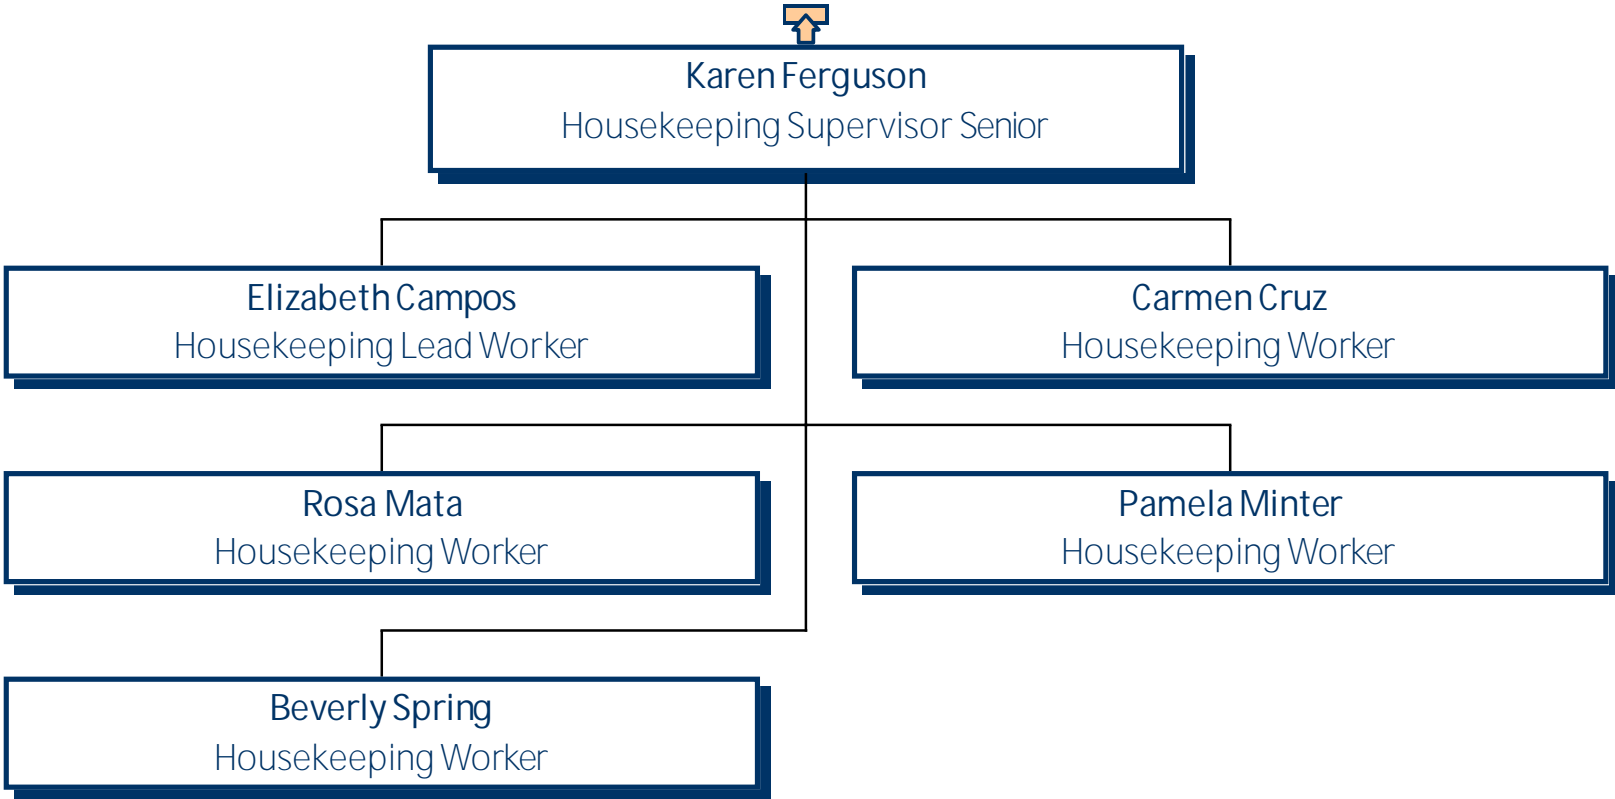 Karen Ferguson
Housekeeping Supervisor Senior
Elizabeth Campos
Housekeeping Lead Worker
Carmen Cruz
Housekeeping Worker
Rosa Mata
Housekeeping Worker
Pamela Minter
Housekeeping Worker
Beverly Spring
Housekeeping Worker